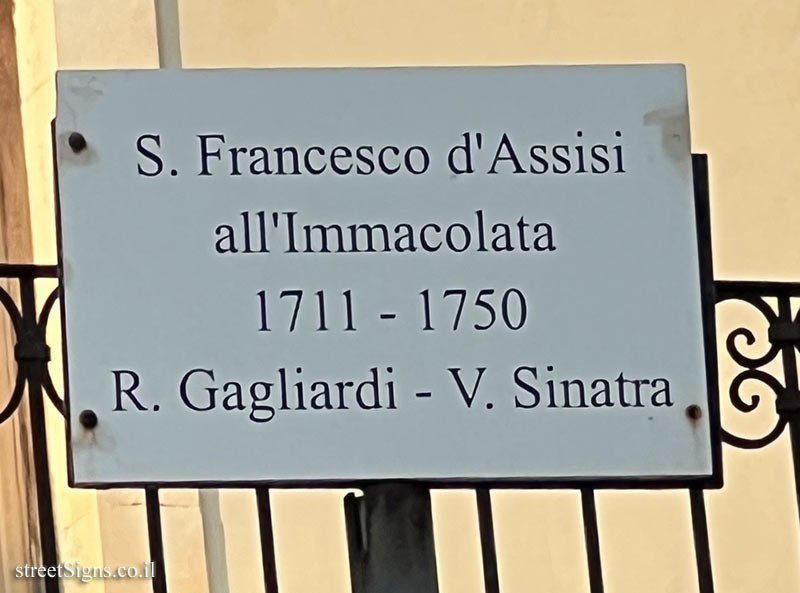 S. Francesco d'Assisi
all'Immacolata
1711 - 1750
R. Gagliardi - V. Sinatra
streetSigns.co.il